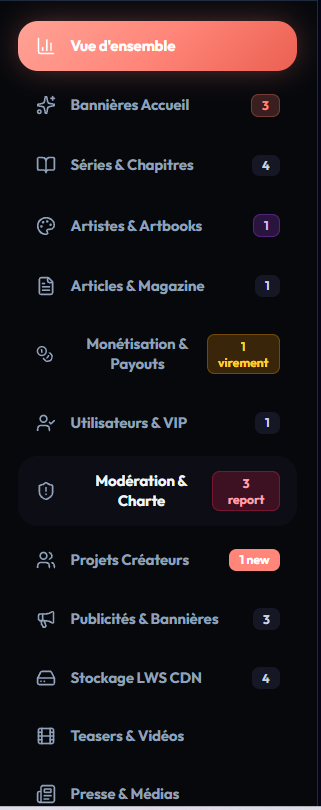 Vue d'ensemble
Bannières Accueil 3
Séries & Chapitres 4
Artistes & Artbooks 1
Articles & Magazine 1
Monétisation & 1
Payouts virement
Utilisateurs & VIP 1
Modération & 3
Charte report
Projets Créateurs 1 new
Publicités & Bannières 3
Stockage LWS CDN 4
Teasers & Vidéos
Presse & Médias